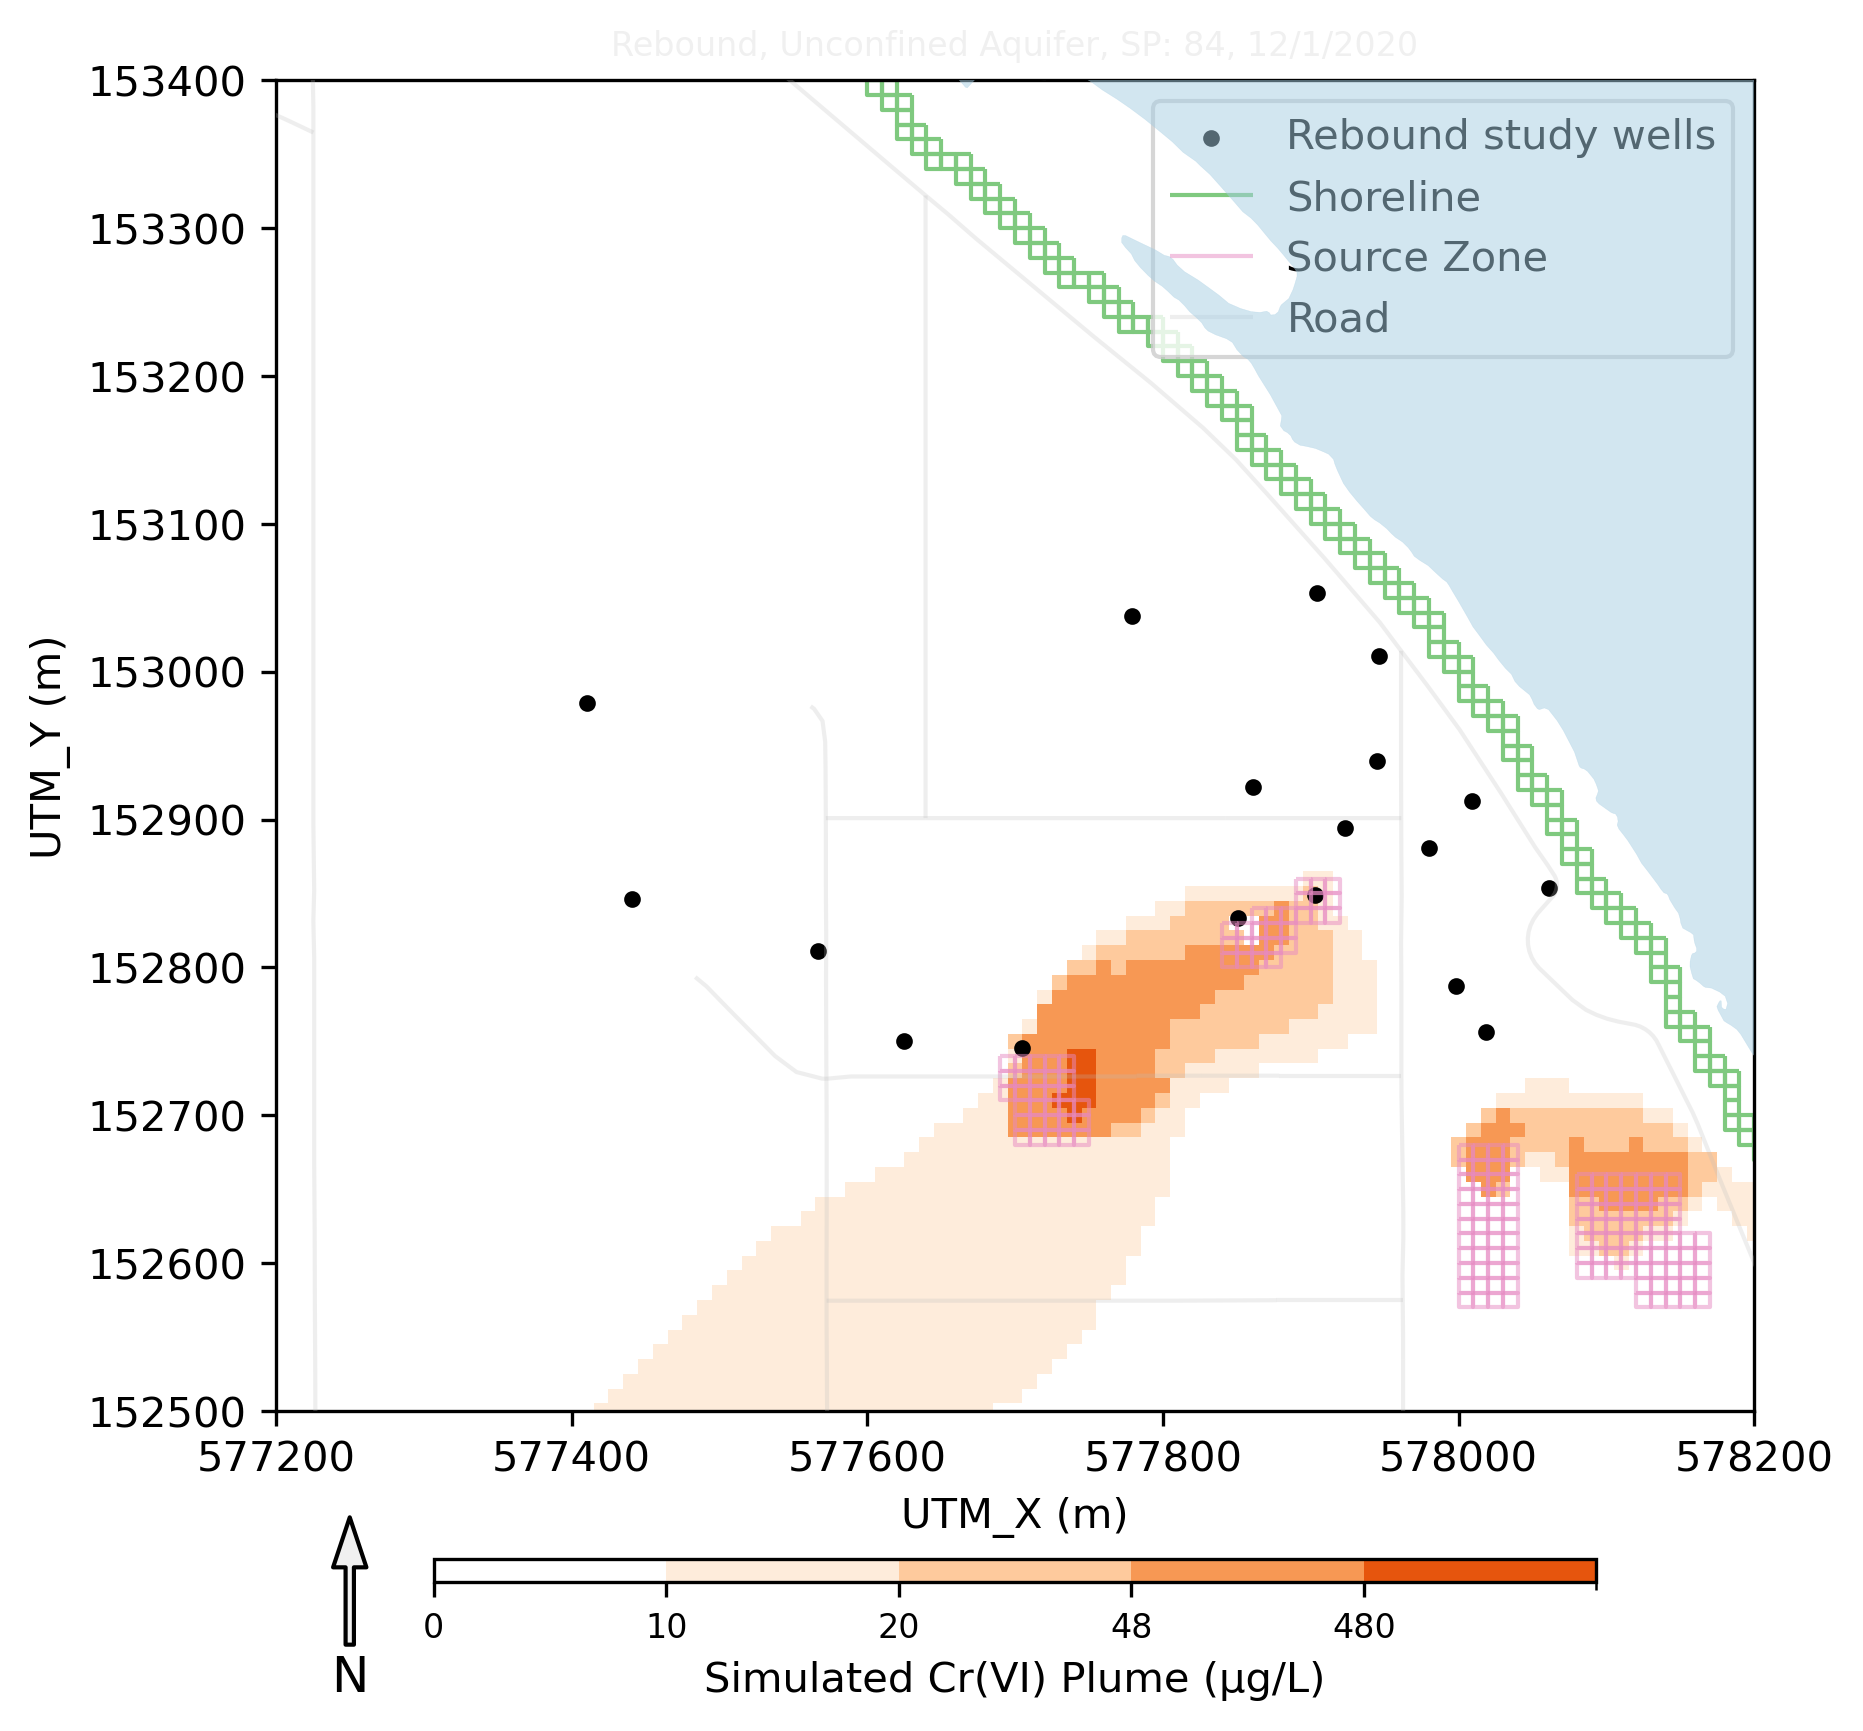 Rebound, Unconfined Aquifer, SP: 84, 12/1/2020
153400
153300
153200
153100
153000
152900
152800
152700
152600
152500
UTM_Y (m)
Rebound study wells
Shoreline
Source Zone
Road
577200 577400 577600 577800 578000 578200
UTM_X (m)
N
0 10 20 48 480
Simulated Cr(VI) Plume (μg/L)